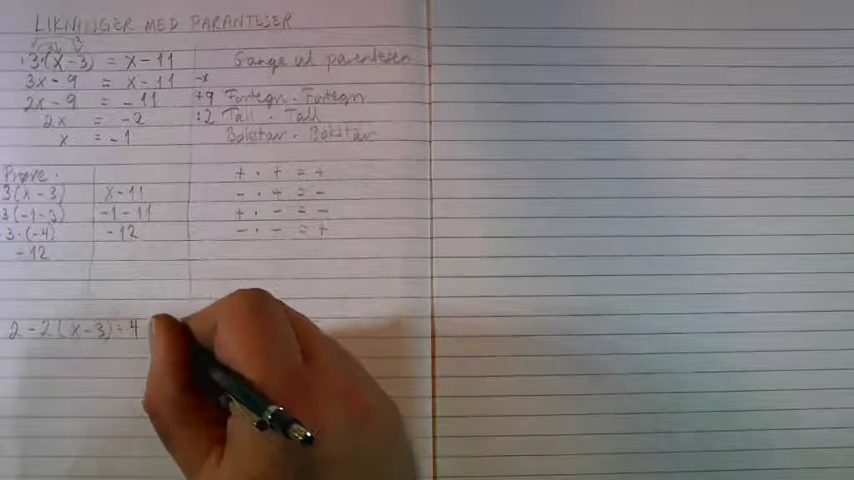 LIKNINGER MED PARANTESER
3·(x-3) = x-11 Gange ut parentesen
3x-9 = x-11 -x
2x-9 = -11 +9 Fortegn · Fortegn
2x = -2 :2 Tall · Tall
x = -1 Bokstav · Bokstav
Prøve:
+ · + = +
3(x-3) x-11 - · + = -
3(-1-3) -1-11 + · - = -
3·(-4) -12 - · - = +
-12
2-2(x-3)=4